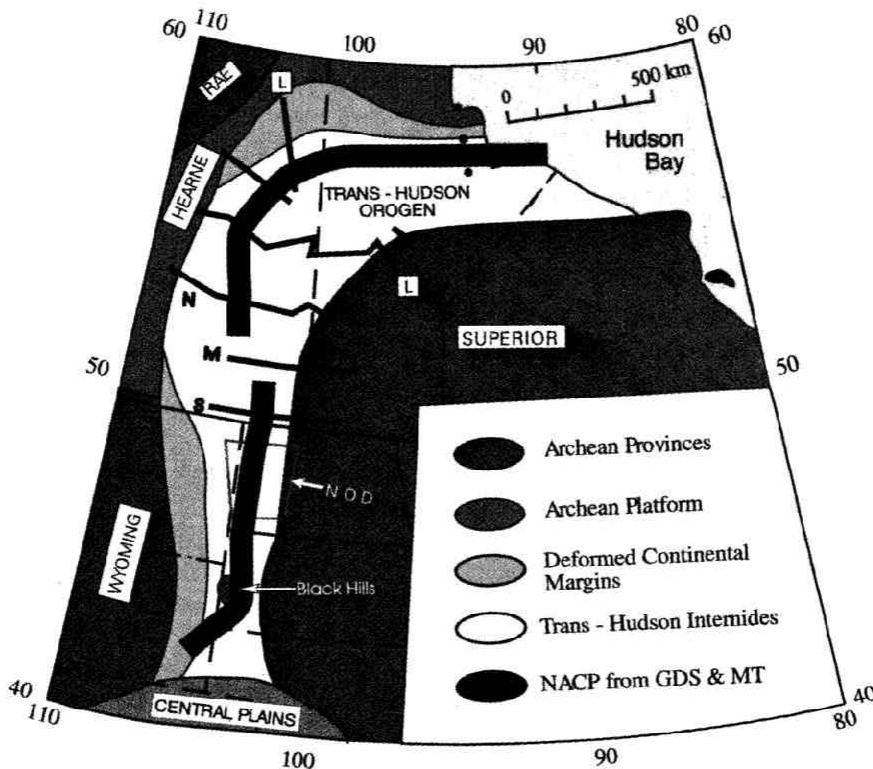 110
60
100
90
80
60
RAE
L
0
500 km
Hudson
Bay
HEARNE
TRANS - HUDSON
OROGEN
N
L
SUPERIOR
M
50
50
S
Archean Provinces
N O D
Archean Platform
WYOMING
Deformed Continental
Margins
Black Hills
Trans - Hudson Internides
NACP from GDS & MT
40
110
CENTRAL PLAINS
100
90
80
40